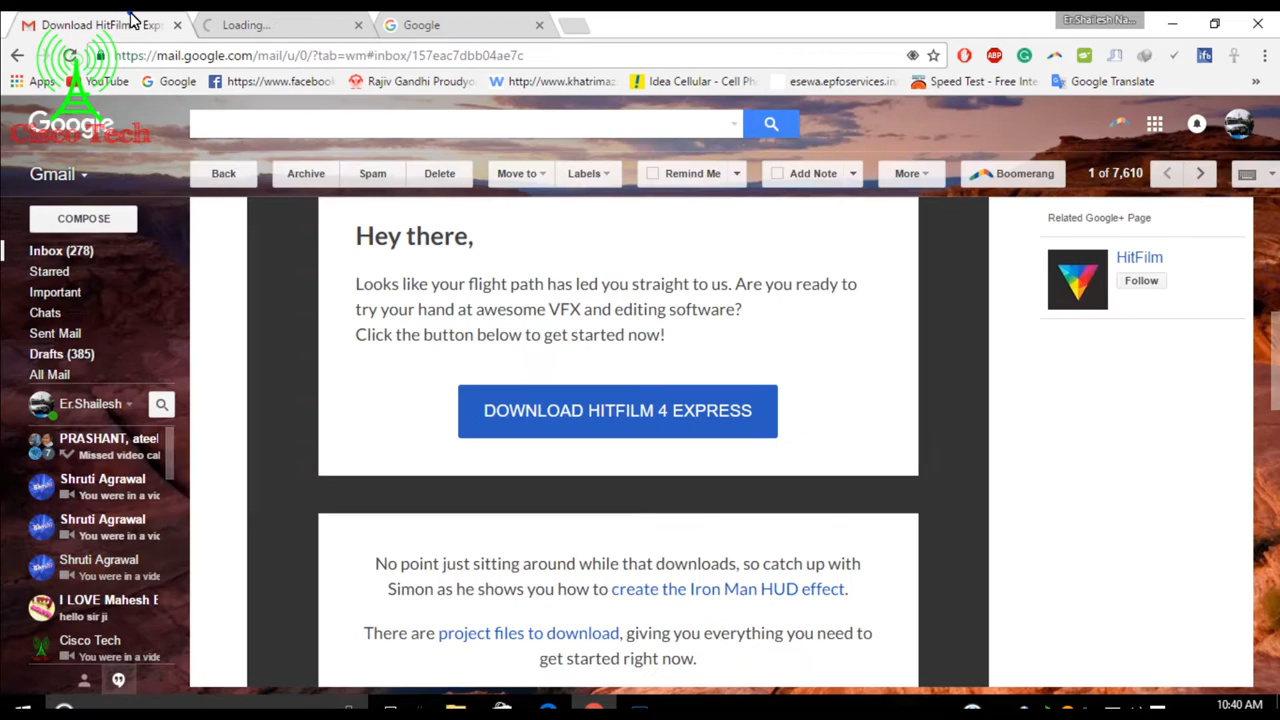 Download HitFilm Exp
Loading...
Google
Er.Shailesh Na...
https://mail.google.com/mail/u/0/?tab=wm#inbox/157eac7dbb04ae7c
Apps
YouTube
Google
https://www.facebook
Rajiv Gandhi Proudyo
http://www.khatrimaz
Idea Cellular - Cell Ph
esewa.epfoservices.in
Speed Test - Free Inte
Google Translate
»
Google
Cisco Tech
Gmail
Back
Archive
Spam
Delete
Move to
Labels
Remind Me
Add Note
More
Boomerang
1 of 7,610
COMPOSE
Inbox (278)
Starred
Important
Chats
Sent Mail
Drafts (385)
All Mail
Er.Shailesh
PRASHANT, ateel
7
Missed video cal
Shruti Agrawal
You were in a vic
Shruti Agrawal
You were in a vic
Shruti Agrawal
You were in a vide
I LOVE Mahesh E
hello sir ji
Cisco Tech
You were in a vide
Hey there,
Looks like your flight path has led you straight to us. Are you ready to
try your hand at awesome VFX and editing software?
Click the button below to get started now!
DOWNLOAD HITFILM 4 EXPRESS
No point just sitting around while that downloads, so catch up with
Simon as he shows you how to create the Iron Man HUD effect.
There are project files to download, giving you everything you need to
get started right now.
Related Google+ Page
HitFilm
Follow
10:40 AM